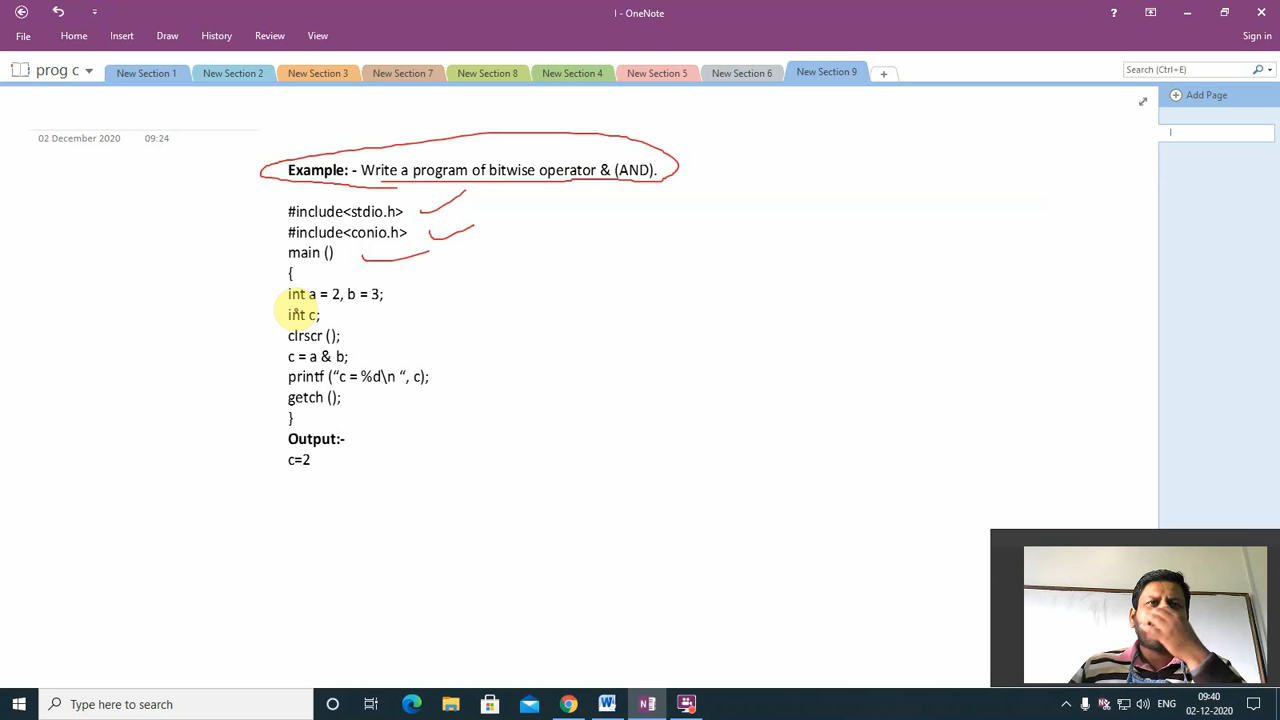 I - OneNote
? 
File Home Insert Draw History Review View Sign in
prog c New Section 1 New Section 2 New Section 3 New Section 7 New Section 8 New Section 4 New Section 5 New Section 6 New Section 9 Search (Ctrl+E)
Add Page
02 December 2020 09:24
I
Example: - Write a program of bitwise operator & (AND).
#include<stdio.h>
#include<conio.h>
main ()
{
int a = 2, b = 3;
int c;
clrscr ();
c = a & b;
printf (“c = %d\n “, c);
getch ();
}
Output:-
c=2
Type here to search
ENG
09:40
02-12-2020